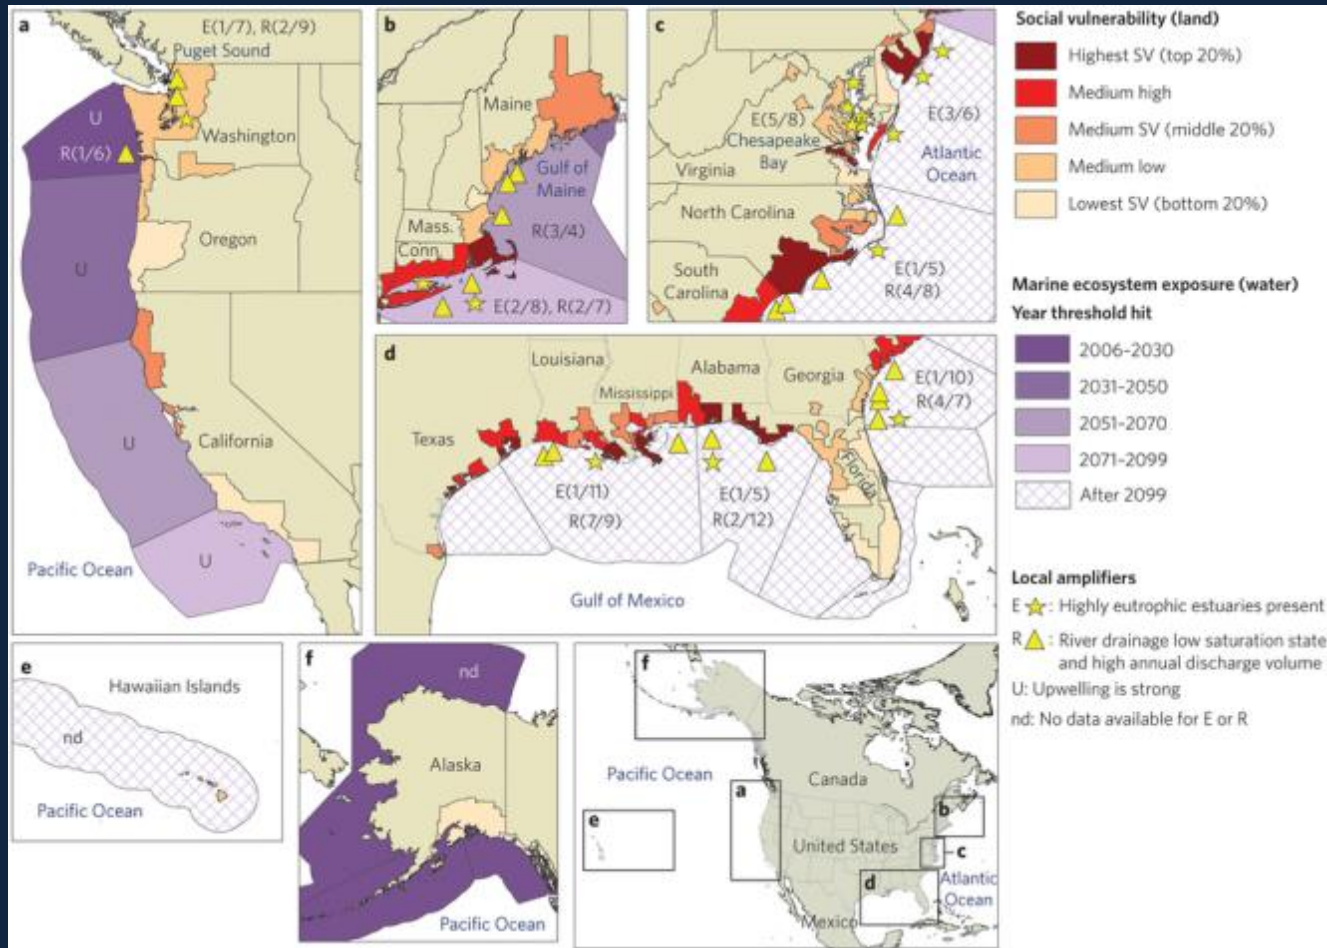 a
E(1/7), R(2/9)
Puget Sound
U
Washington
R(1/6)
Oregon
U
U
California
U
Pacific Ocean
b
Maine
Gulf of
Maine
Mass.
R(3/4)
Conn.
E(2/8), R(2/7)
c
E(5/8)
E(3/6)
Chesapeake
Bay
Atlantic
Ocean
Virginia
North Carolina
South
Carolina
E(1/5)
R(4/8)
d
Louisiana
Alabama
Georgia
Mississippi
E(1/10)
R(4/7)
Texas
Florida
E(1/11)
E(1/5)
R(7/9)
R(2/12)
Gulf of Mexico
e
Hawaiian Islands
nd
Pacific Ocean
f
nd
Alaska
Pacific Ocean
f
Pacific Ocean
Canada
a
b
e
United States
c
d
Atlantic
Ocean
Mexico
Social vulnerability (land)
Highest SV (top 20%)
Medium high
Medium SV (middle 20%)
Medium low
Lowest SV (bottom 20%)
Marine ecosystem exposure (water)
Year threshold hit
2006–2030
2031–2050
2051–2070
2071–2099
After 2099
Local amplifiers
E : Highly eutrophic estuaries present
R : River drainage low saturation state
and high annual discharge volume
U: Upwelling is strong
nd: No data available for E or R